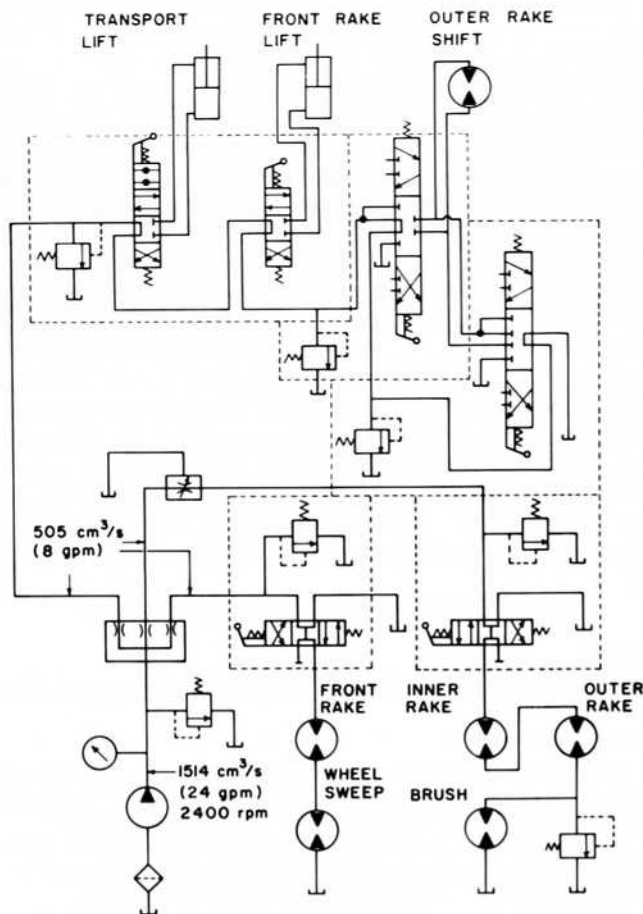 TRANSPORT
LIFT
FRONT RAKE
LIFT
OUTER RAKE
SHIFT
505 cm³/s
(8 gpm)
FRONT
RAKE
INNER
RAKE
OUTER
RAKE
WHEEL
SWEEP
BRUSH
1514 cm³/s
(24 gpm)
2400 rpm